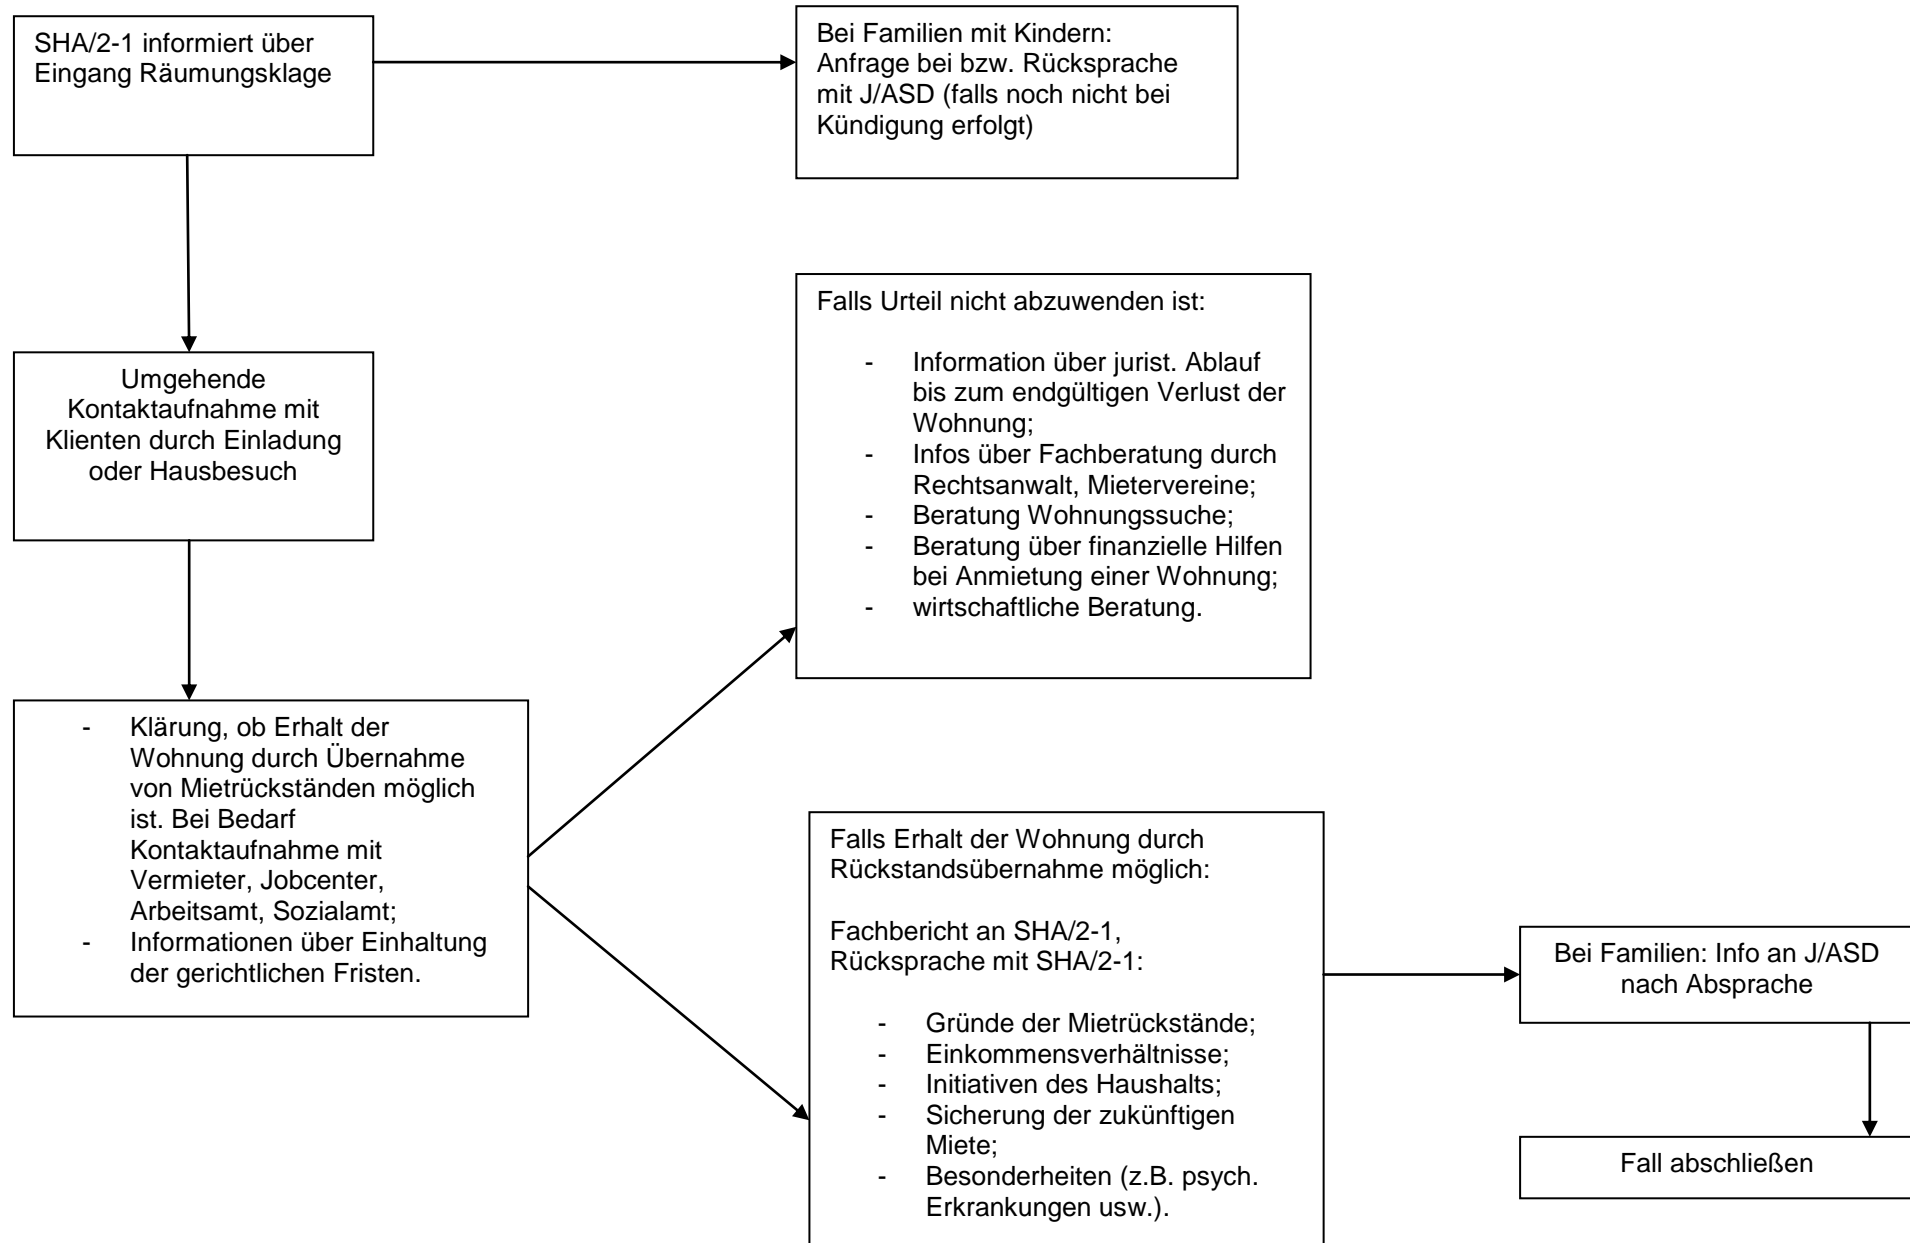 SHA/2-1 informiert über
Eingang Räumungsklage
Bei Familien mit Kindern:
Anfrage bei bzw. Rücksprache
mit J/ASD (falls noch nicht bei
Kündigung erfolgt)
Umgehende
Kontaktaufnahme mit
Klienten durch Einladung
oder Hausbesuch
Falls Urteil nicht abzuwenden ist:
- Information über jurist. Ablauf
bis zum endgültigen Verlust der
Wohnung;
- Infos über Fachberatung durch
Rechtsanwalt, Mietervereine;
- Beratung Wohnungssuche;
- Beratung über finanzielle Hilfen
bei Anmietung einer Wohnung;
- wirtschaftliche Beratung.
- Klärung, ob Erhalt der
Wohnung durch Übernahme
von Mietrückständen möglich
ist. Bei Bedarf
Kontaktaufnahme mit
Vermieter, Jobcenter,
Arbeitsamt, Sozialamt;
- Informationen über Einhaltung
der gerichtlichen Fristen.
Falls Erhalt der Wohnung durch
Rückstandsübernahme möglich:
Fachbericht an SHA/2-1,
Rücksprache mit SHA/2-1:
- Gründe der Mietrückstände;
- Einkommensverhältnisse;
- Initiativen des Haushalts;
- Sicherung der zukünftigen
Miete;
- Besonderheiten (z.B. psych.
Erkrankungen usw.).
Bei Familien: Info an J/ASD
nach Absprache
Fall abschließen